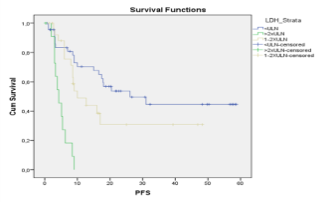 Survival Functions
LDH_Strata
<ULN
>2xULN
1-2xULN
<ULN-censored
>2xULN-censored
1-2xULN-censored
Cum Survival
1,0
0,8
0,6
0,4
0,2
0,0
0 10 20 30 40 50 60
PFS